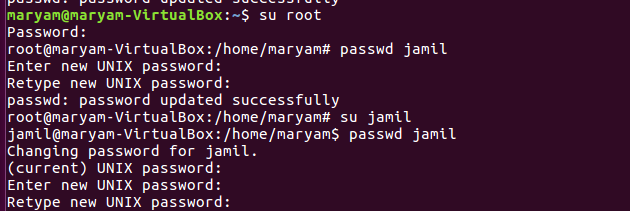 passwd: password updated successfully
maryam@maryam-VirtualBox:~$ su root
Password:
root@maryam-VirtualBox:/home/maryam# passwd jamil
Enter new UNIX password:
Retype new UNIX password:
passwd: password updated successfully
root@maryam-VirtualBox:/home/maryam# su jamil
jamil@maryam-VirtualBox:/home/maryam$ passwd jamil
Changing password for jamil.
(current) UNIX password:
Enter new UNIX password:
Retype new UNIX password: